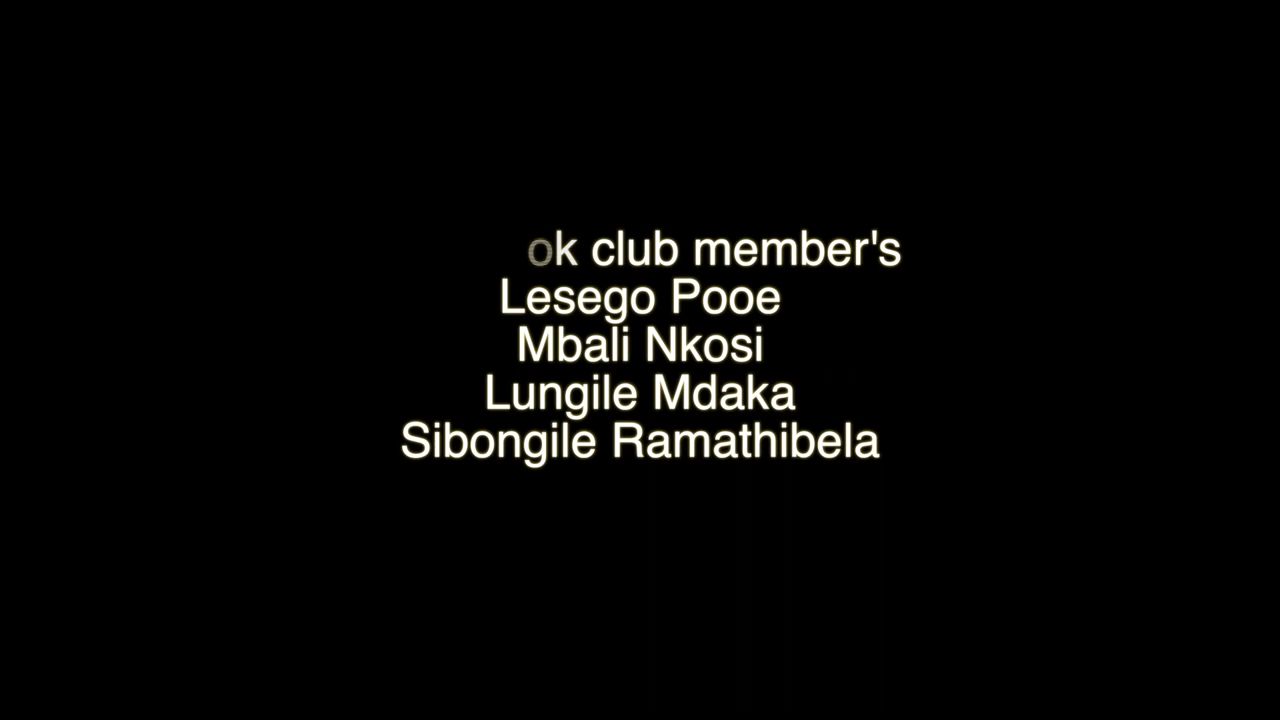 ok club member's
Lesego Pooe
Mbali Nkosi
Lungile Mdaka
Sibongile Ramathibela